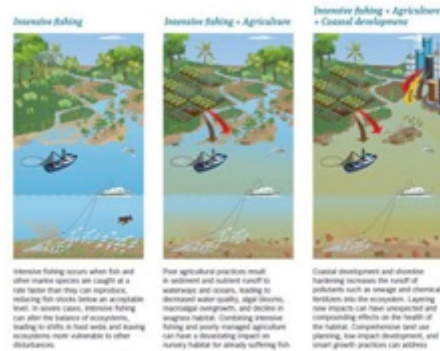 Intensive fishing
Intensive fishing + Agriculture
Intensive fishing + Agriculture
+ Coastal development
Intensive fishing occurs when fish and
other marine species are caught at a
rate faster than they can reproduce,
reducing fish stocks below an acceptable
level. In severe cases, intensive fishing
can alter the balance of ecosystems,
leading to shifts in food webs and leaving
ecosystems more vulnerable to other
disturbances.
Poor agricultural practices result
in sediment and nutrient runoff to
waterways and oceans, leading to
decreased water quality, algal blooms,
macroalgal overgrowth, and decline in
seagrass habitat. Combining intensive
fishing and poorly managed agriculture
can have a devastating impact on
nursery habitat for already suffering fish
Coastal development and shoreline
hardening increases the runoff of
pollutants such as sewage and chemical
fertilizers into the ecosystem. Layering
new impacts can have unexpected and
compounding effects on the health of
the habitat. Comprehensive land use
planning, low-impact development, and
smart growth practices can address